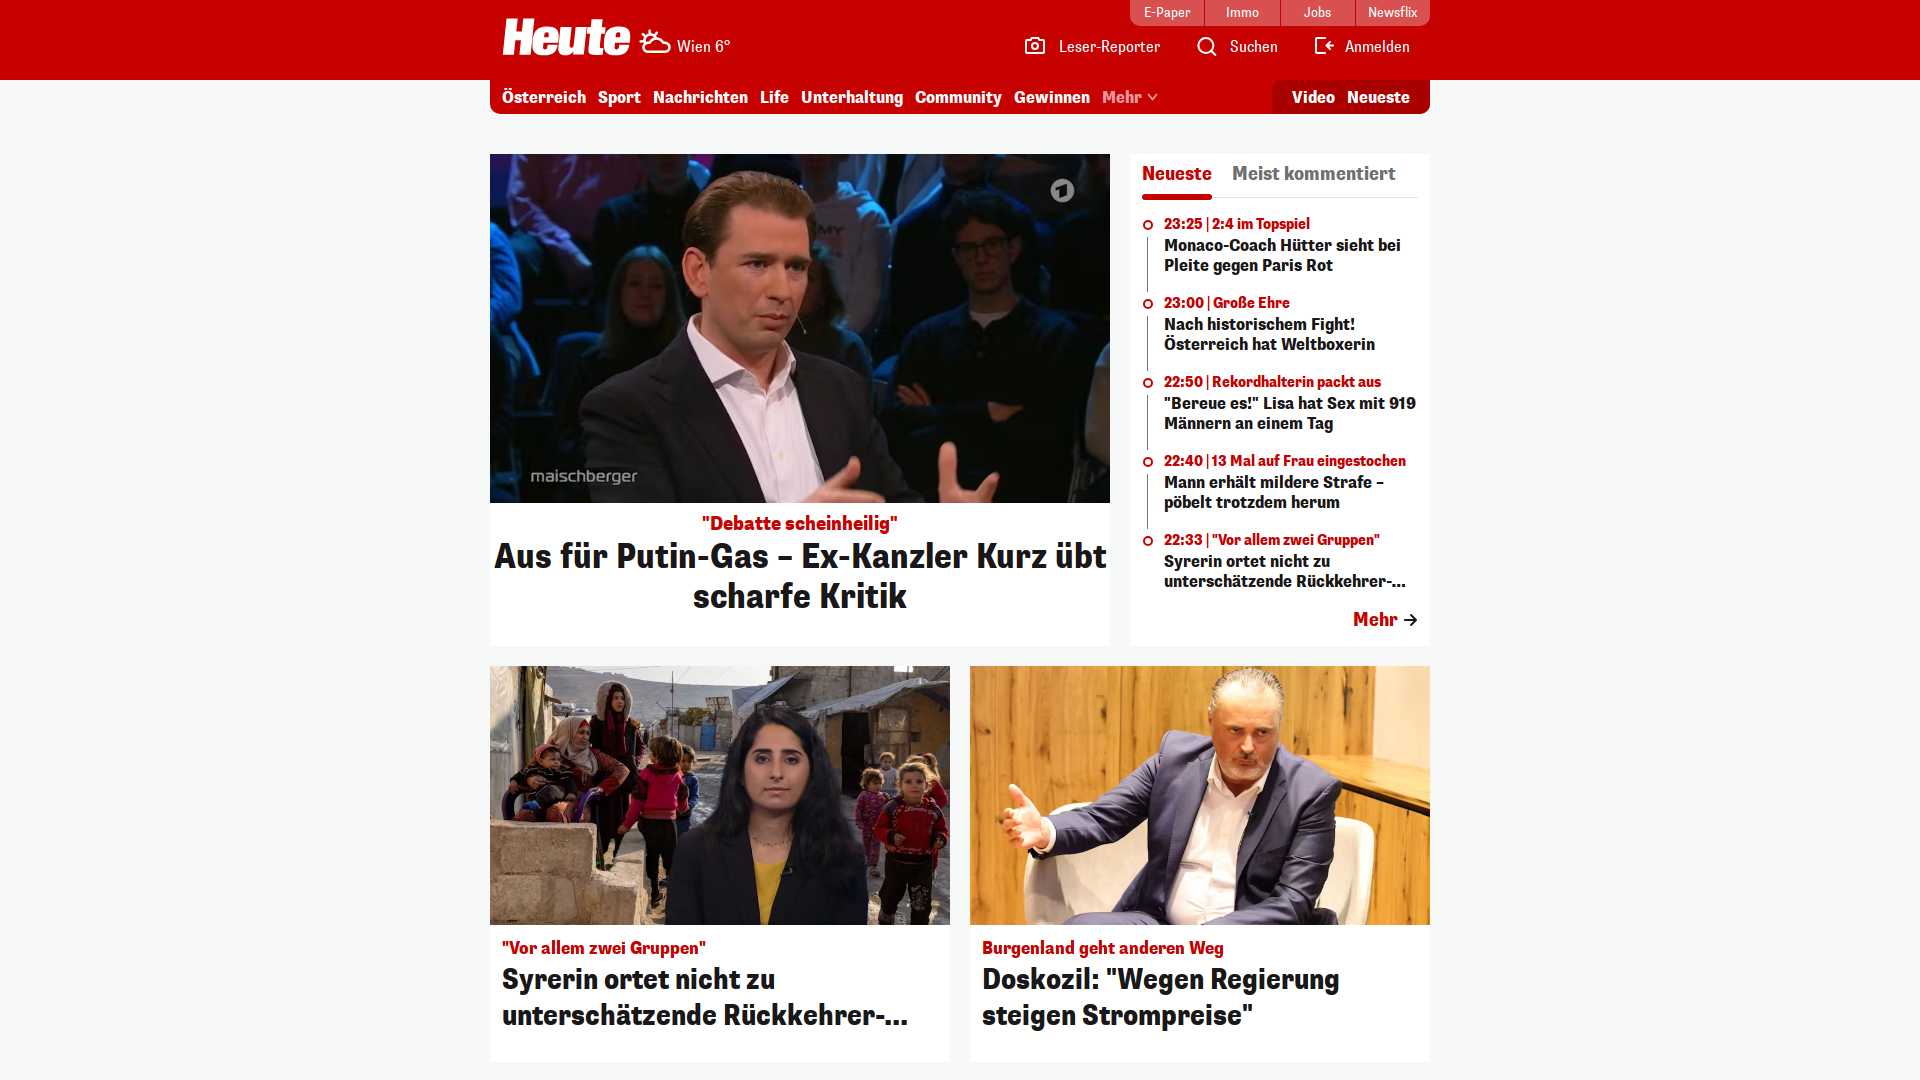 E-Paper
Immo
Jobs
Newsflix
Heute
Wien 6°
Leser-Reporter
Suchen
Anmelden
Österreich
Sport
Nachrichten
Life
Unterhaltung
Community
Gewinnen
Mehr
Video
Neueste
maischberger
"Debatte scheinheilig"
Aus für Putin-Gas – Ex-Kanzler Kurz übt
scharfe Kritik
Neueste
Meist kommentiert
23:25 | 2:4 im Topspiel
Monaco-Coach Hütter sieht bei
Pleite gegen Paris Rot
23:00 | Große Ehre
Nach historischem Fight!
Österreich hat Weltboxerin
22:50 | Rekordhalterin packt aus
"Bereue es!" Lisa hat Sex mit 919
Männern an einem Tag
22:40 | 13 Mal auf Frau eingestochen
Mann erhält mildere Strafe –
pöbelt trotzdem herum
22:33 | "Vor allem zwei Gruppen"
Syrerin ortet nicht zu
unterschätzende Rückkehrer-...
Mehr
"Vor allem zwei Gruppen"
Syrerin ortet nicht zu
unterschätzende Rückkehrer-...
Burgenland geht anderen Weg
Doskozil: "Wegen Regierung
steigen Strompreise"